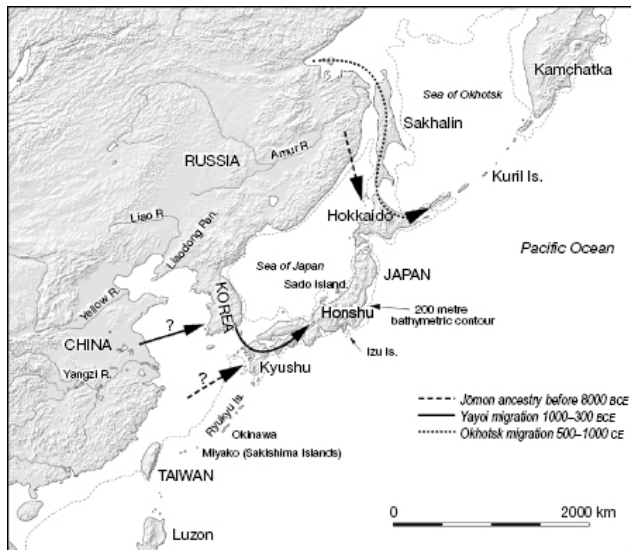 Kamchatka
Sea of Okhotsk
Sakhalin
RUSSIA
Amur R.
Kuril Is.
Hokkaido
Liao R.
Liaodong Pen.
Pacific Ocean
Sea of Japan
JAPAN
Sado Island
Yellow R.
KOREA
Honshu
200 metre
bathymetric contour
?
CHINA
Izu Is.
Kyushu
Yangzi R.
?
Ryukyu Is.
Jōmon ancestry before 8000 BCE
Yayoi migration 1000–300 BCE
Okhotsk migration 500–1000 CE
Okinawa
Miyako (Sakishima Islands)
TAIWAN
0 2000 km
Luzon